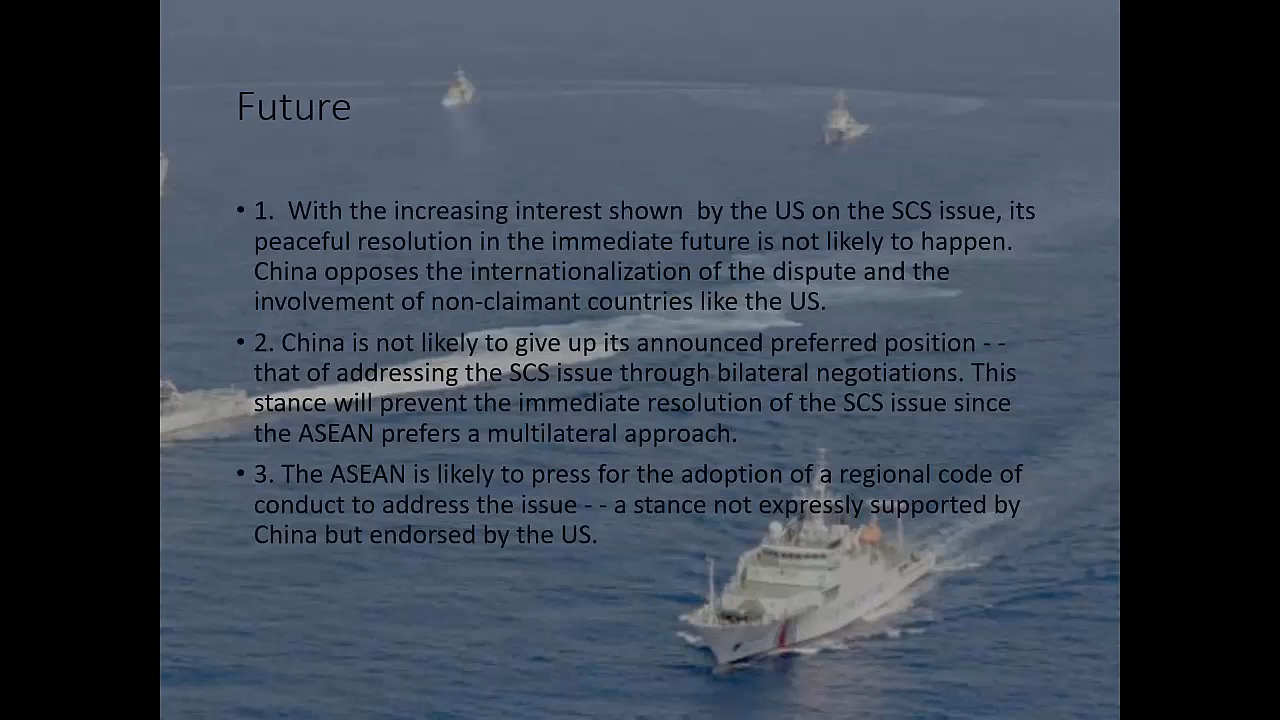 Future
• 1.  With the increasing interest shown  by the US on the SCS issue, its
peaceful resolution in the immediate future is not likely to happen.
China opposes the internationalization of the dispute and the
involvement of non-claimant countries like the US.
• 2. China is not likely to give up its announced preferred position - -
that of addressing the SCS issue through bilateral negotiations. This
stance will prevent the immediate resolution of the SCS issue since
the ASEAN prefers a multilateral approach.
• 3. The ASEAN is likely to press for the adoption of a regional code of
conduct to address the issue - - a stance not expressly supported by
China but endorsed by the US.